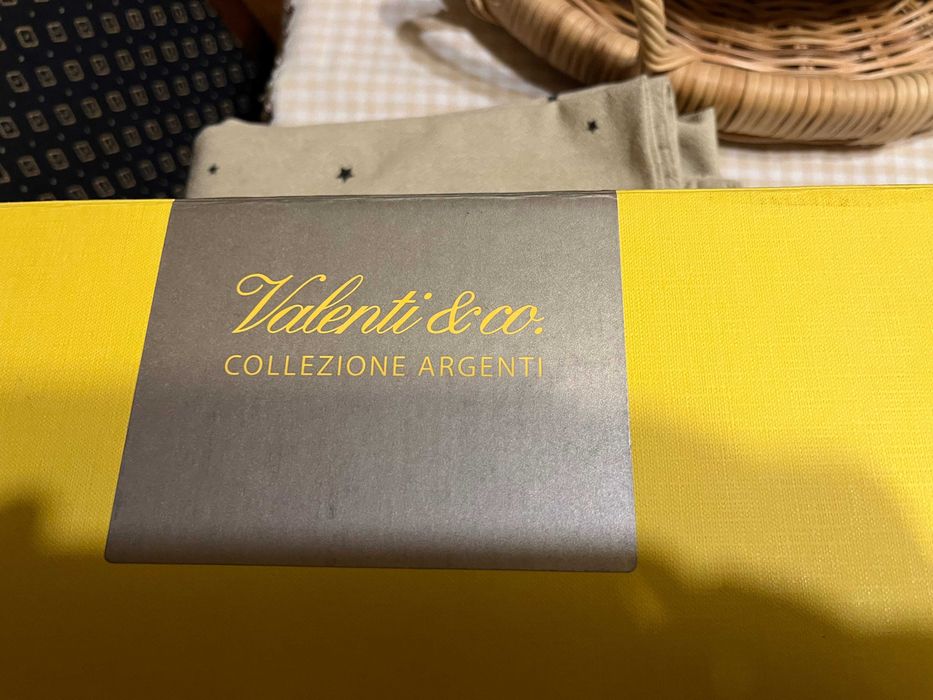 Valenti & co.
COLLEZIONE ARGENTI